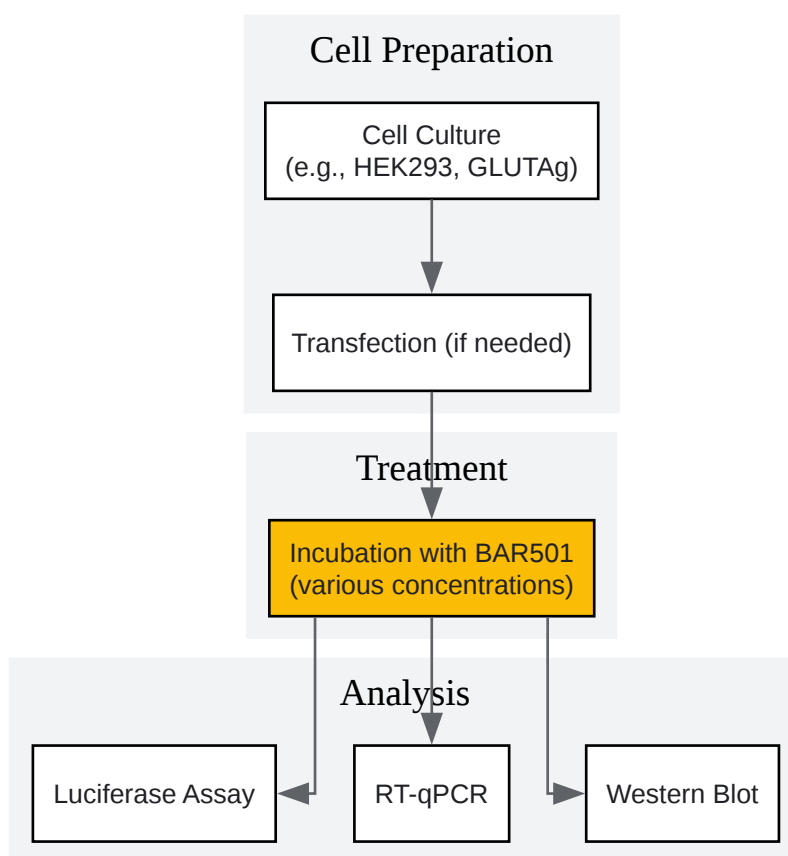 Cell Preparation
Cell Culture
(e.g., HEK293, GLUTAg)
Transfection (if needed)
Treatment
Incubation with BAR501
(various concentrations)
Analysis
Luciferase Assay
RT-qPCR
Western Blot